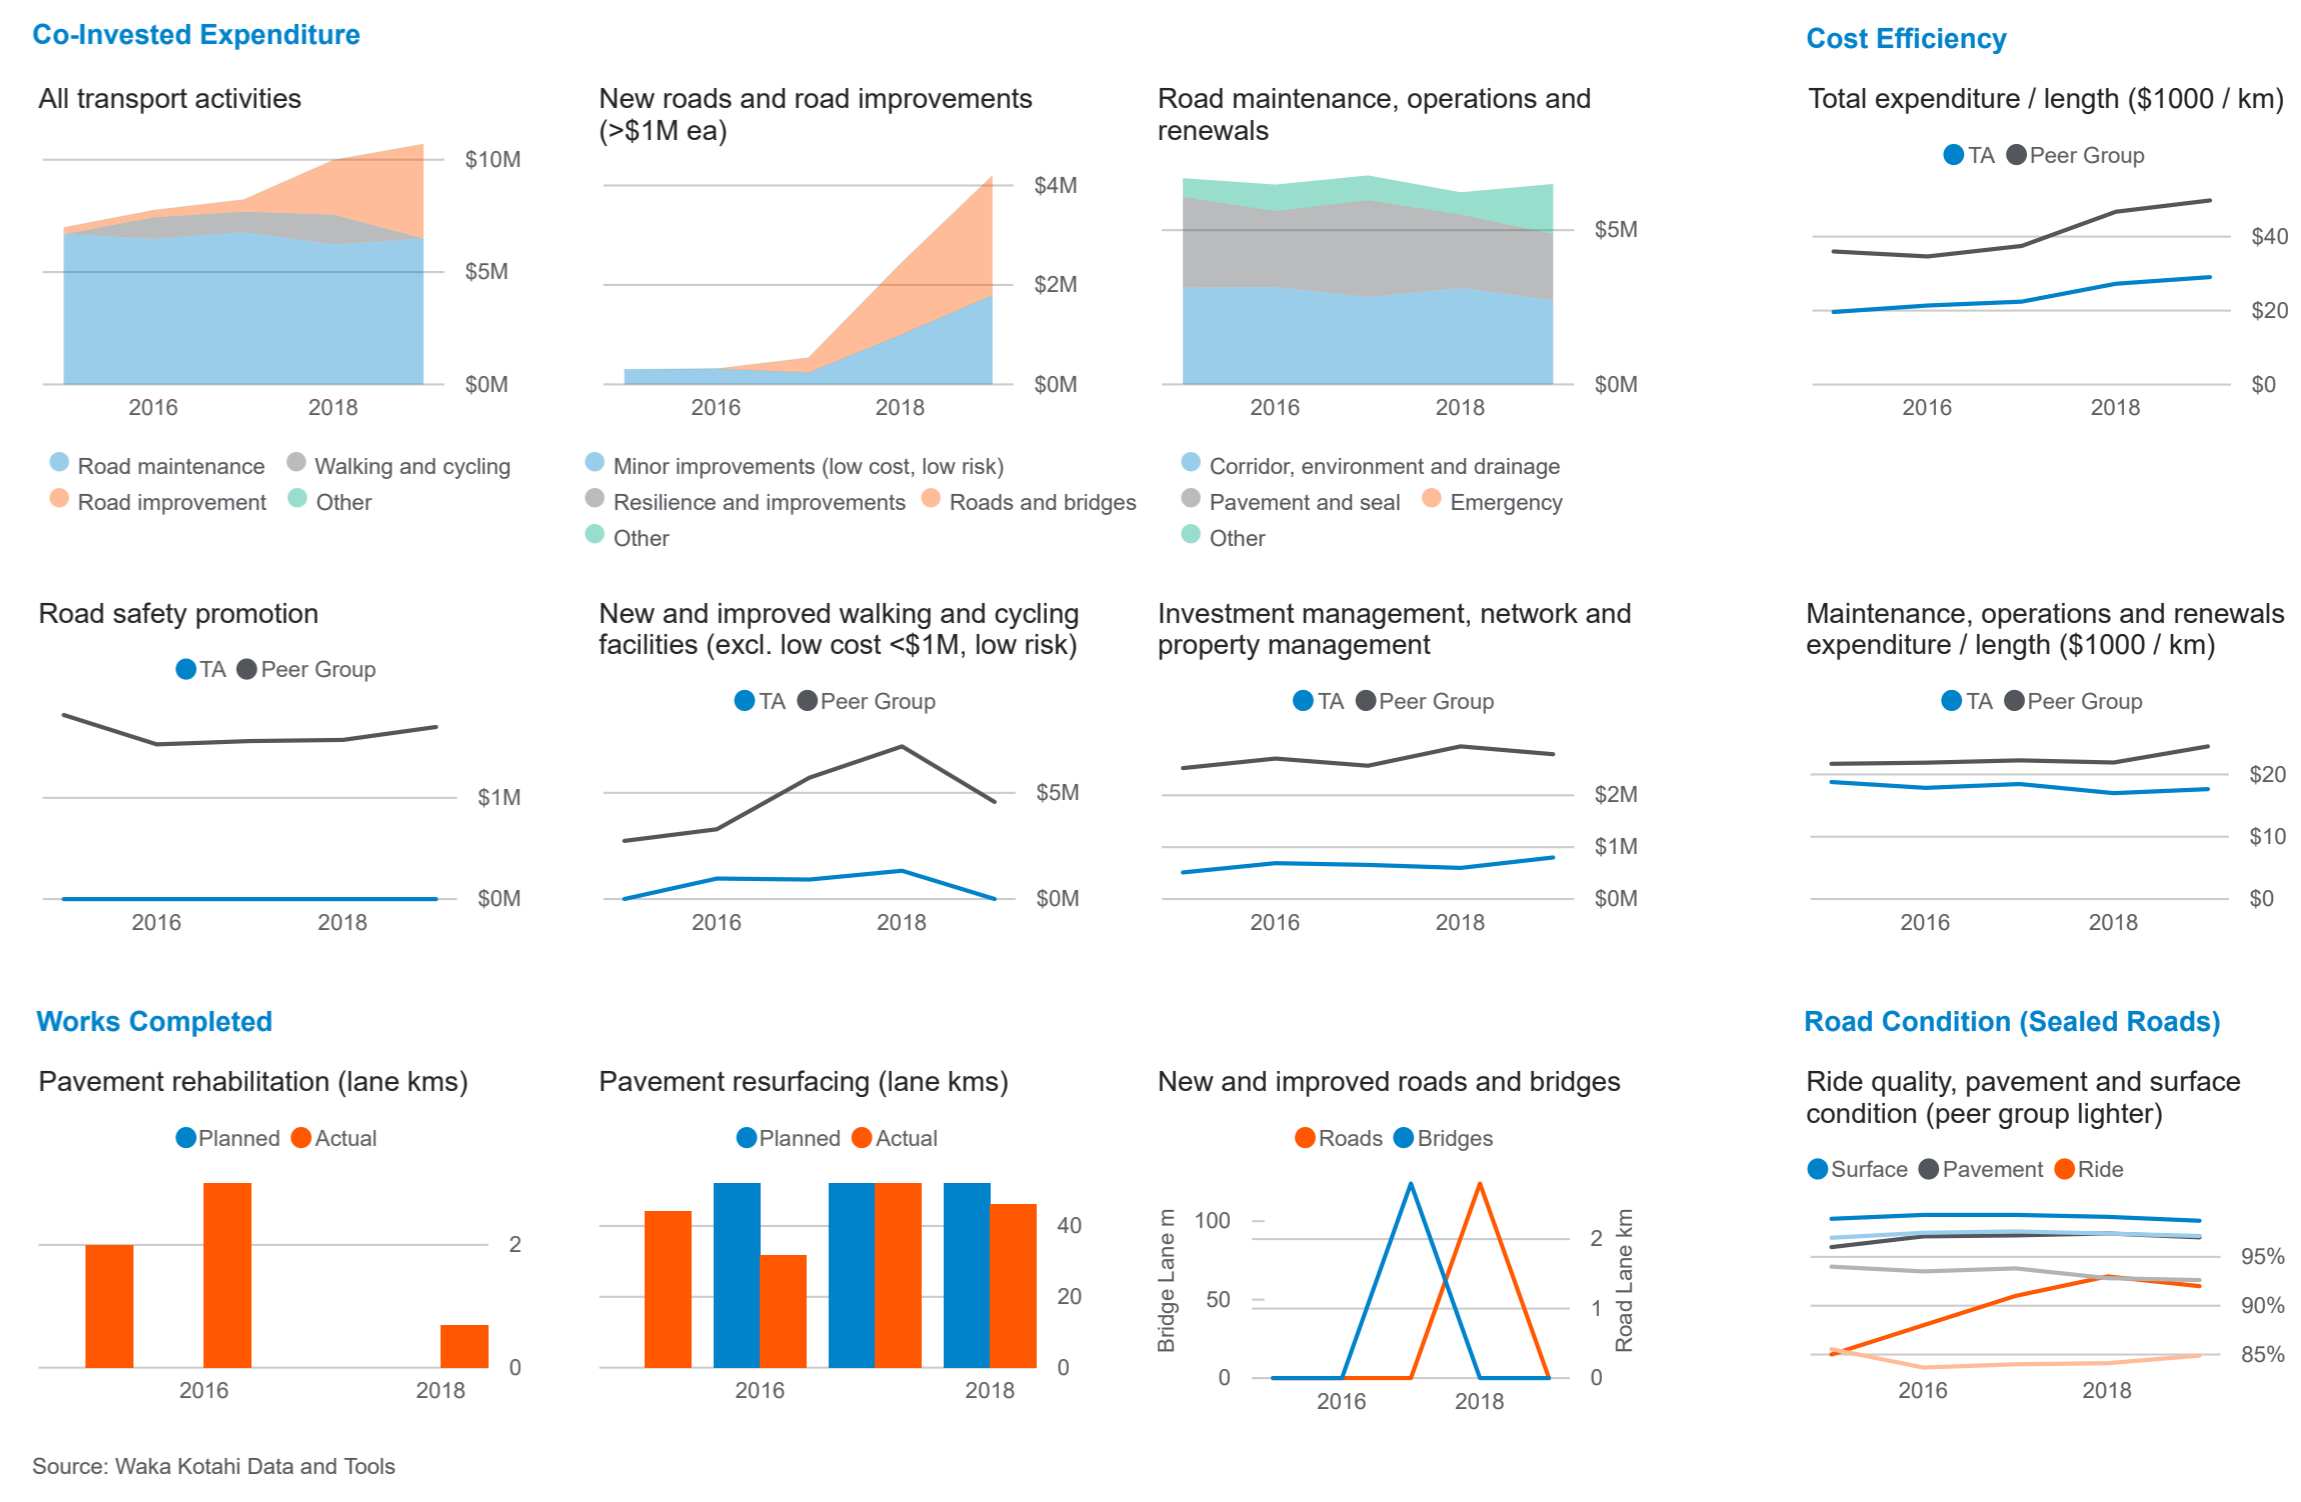 Co-Invested Expenditure
Cost Efficiency
All transport activities
$10M
$5M
$0M
2016 2018
Road maintenance Walking and cycling
Road improvement Other
New roads and road improvements
(>$1M ea)
$4M
$2M
$0M
2016 2018
Minor improvements (low cost, low risk)
Resilience and improvements Roads and bridges
Other
Road maintenance, operations and
renewals
$5M
$0M
2016 2018
Corridor, environment and drainage
Pavement and seal Emergency
Other
Total expenditure / length ($1000 / km)
TA Peer Group
$40
$20
$0
2016 2018
Road safety promotion
TA Peer Group
$1M
$0M
2016 2018
New and improved walking and cycling
facilities (excl. low cost <$1M, low risk)
TA Peer Group
$5M
$0M
2016 2018
Investment management, network and
property management
TA Peer Group
$2M
$1M
$0M
2016 2018
Maintenance, operations and renewals
expenditure / length ($1000 / km)
TA Peer Group
$20
$10
$0
2016 2018
Works Completed
Road Condition (Sealed Roads)
Pavement rehabilitation (lane kms)
Planned Actual
2
0
2016 2018
Pavement resurfacing (lane kms)
Planned Actual
40
20
0
2016 2018
New and improved roads and bridges
Roads Bridges
Bridge Lane m
100
50
0
2
1
0
Road Lane km
2016 2018
Ride quality, pavement and surface
condition (peer group lighter)
Surface Pavement Ride
95%
90%
85%
2016 2018
Source: Waka Kotahi Data and Tools